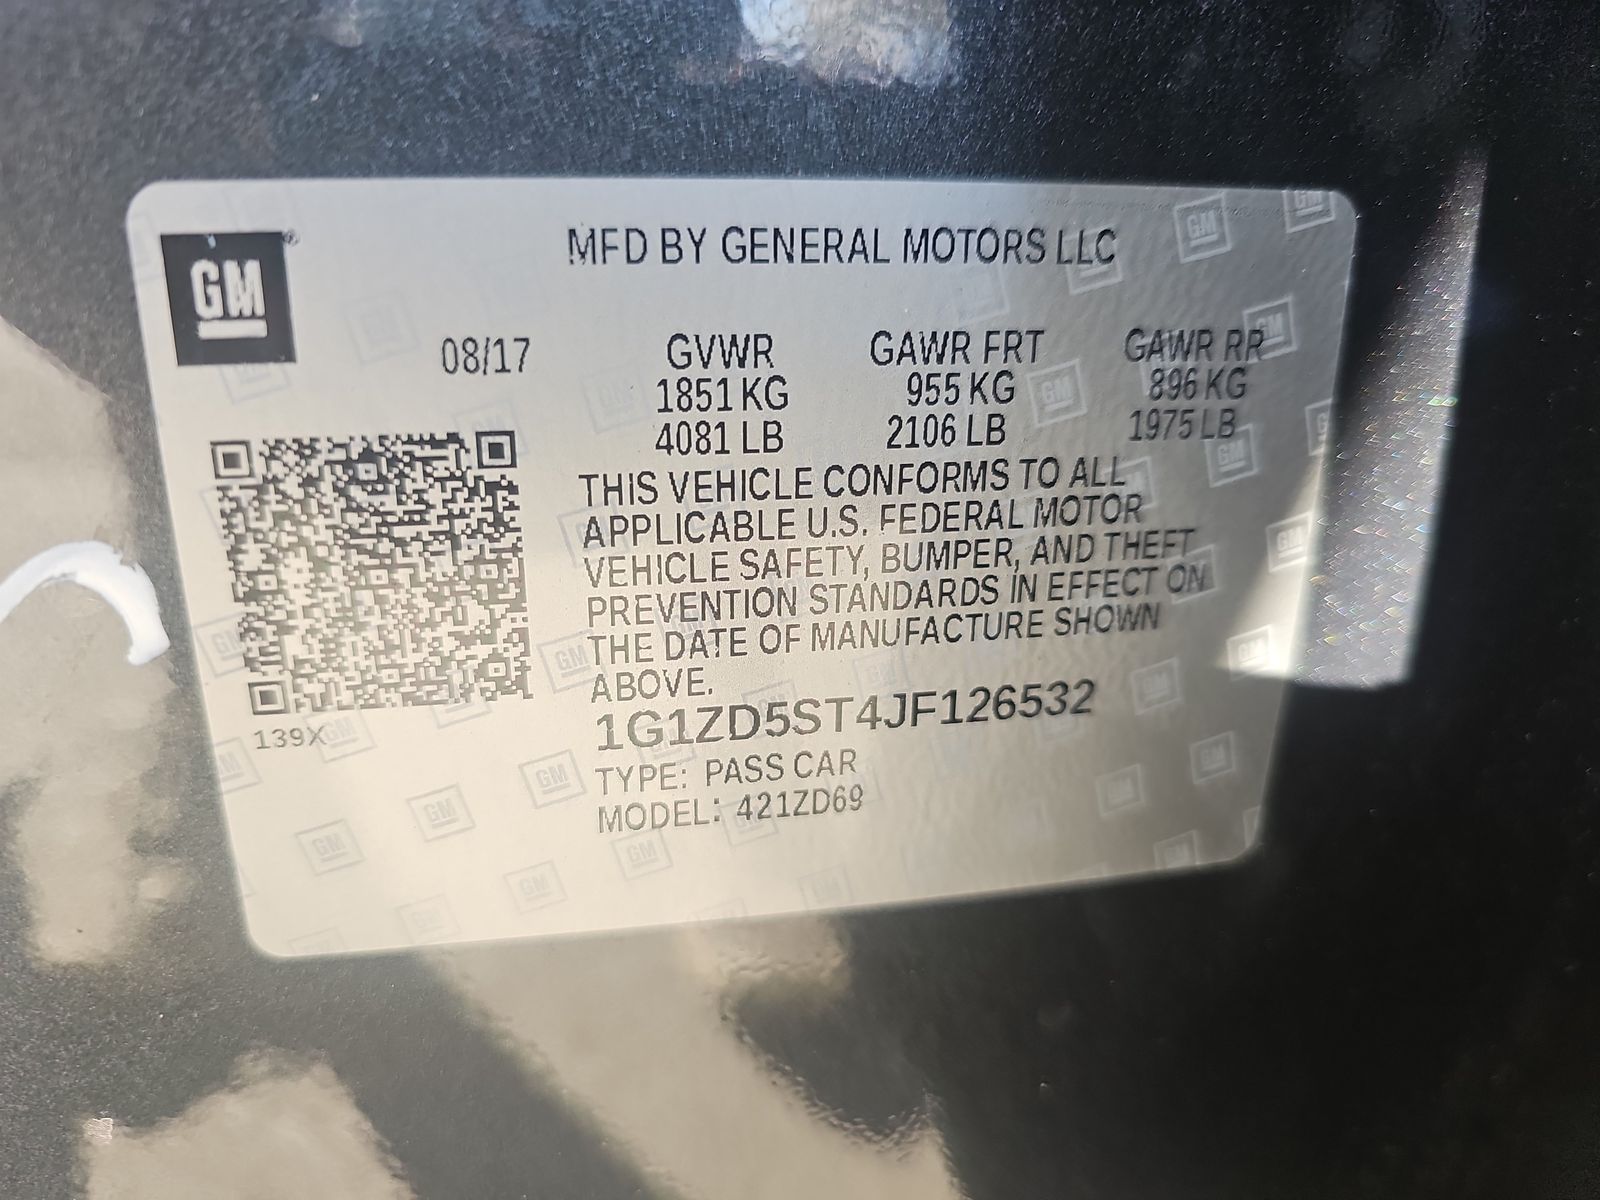 GM
MFD BY GENERAL MOTORS LLC
08/17 GVWR GAWR FRT GAWR RR
1851 KG 955 KG 896 KG
4081 LB 2106 LB 1975 LB
THIS VEHICLE CONFORMS TO ALL
APPLICABLE U.S. FEDERAL MOTOR
VEHICLE SAFETY, BUMPER, AND THEFT
PREVENTION STANDARDS IN EFFECT ON
THE DATE OF MANUFACTURE SHOWN
ABOVE.
139X
1G1ZD5ST4JF126532
TYPE: PASS CAR
MODEL: 421ZD69